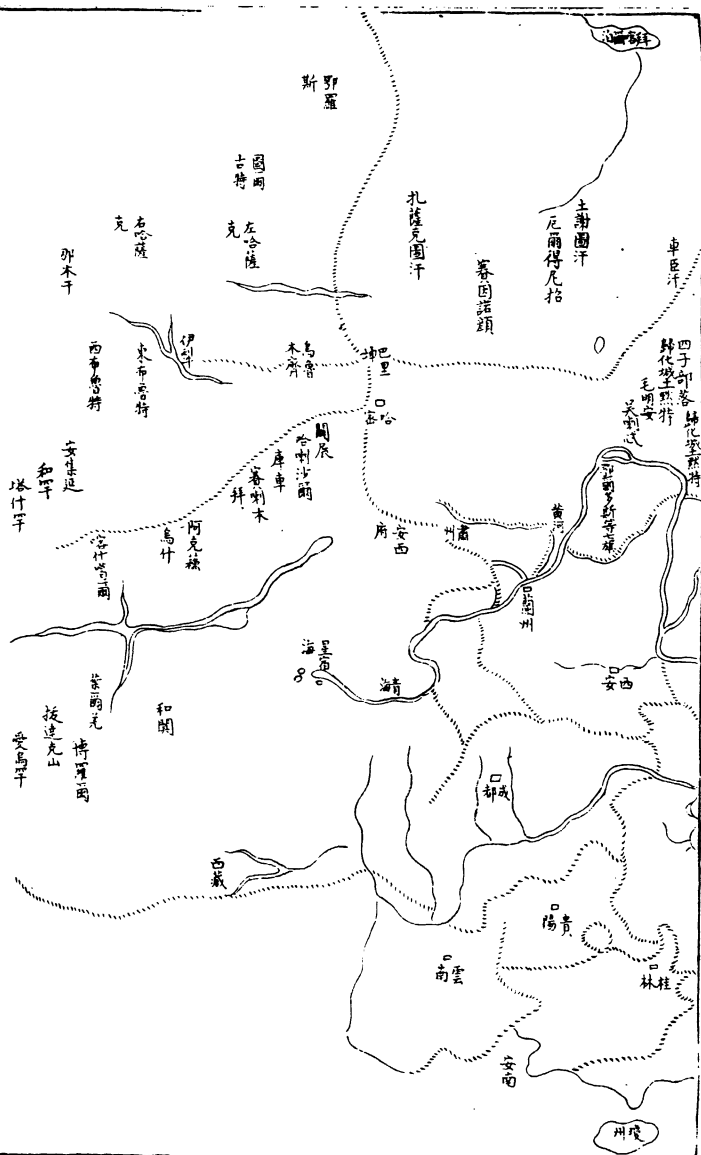 鄂羅
斯
圖爾
古特
左哈薩
克
右哈薩
克
那木干
扎薩克圖汗
賽因諾顏
土謝圖汗
厄爾得尼招
車臣汗
四子部落
歸化城土黙特
毛明安
吳喇忒
歸化城土黙特
鄂爾多斯等七旗
伊犁
東布魯特
西布魯特
烏魯
木齊
巴里
坤
哈密
闢展
哈喇沙爾
庫車
賽喇木
拜
阿克蘇
烏什
喀什噶爾
安集延
和罕
塔什罕
葉爾羌
和闐
博羅爾
拔達克山
愛烏罕
安西
府
肅州
黃河
蘭州
西安
星宿
海
青海
成都
西藏
貴陽
雲南
桂林
安南
瓊州